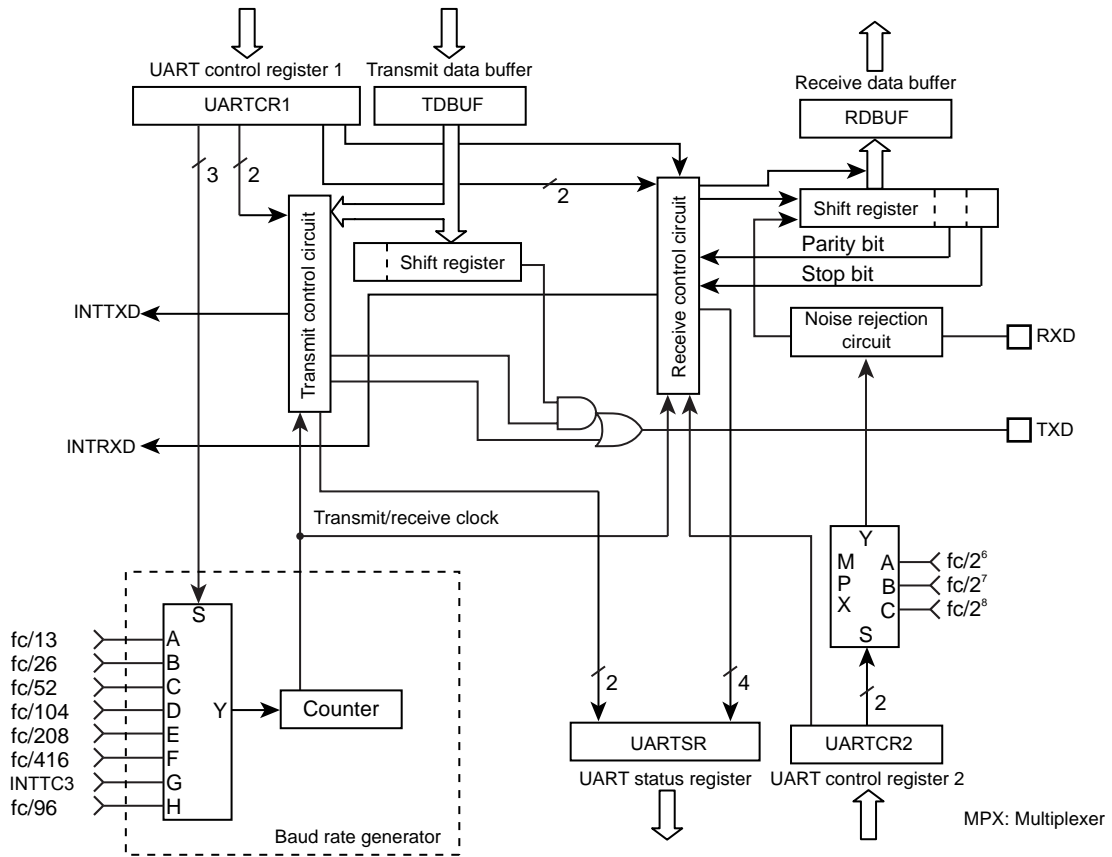 UART control register 1
Transmit data buffer
Receive data buffer
UARTCR1
TDBUF
RDBUF
3
2
2
Transmit control circuit
Receive control circuit
Shift register
Shift register
Parity bit
Stop bit
INTTXD
Noise rejection
circuit
RXD
INTRXD
TXD
Transmit/receive clock
Y
M
P
X
A
B
C
S
fc/2⁶
fc/2⁷
fc/2⁸
S
fc/13
fc/26
fc/52
fc/104
fc/208
fc/416
INTTC3
fc/96
A
B
C
D
E
F
G
H
Y
Counter
2
4
2
UARTSR
UARTCR2
UART status register
UART control register 2
Baud rate generator
MPX: Multiplexer